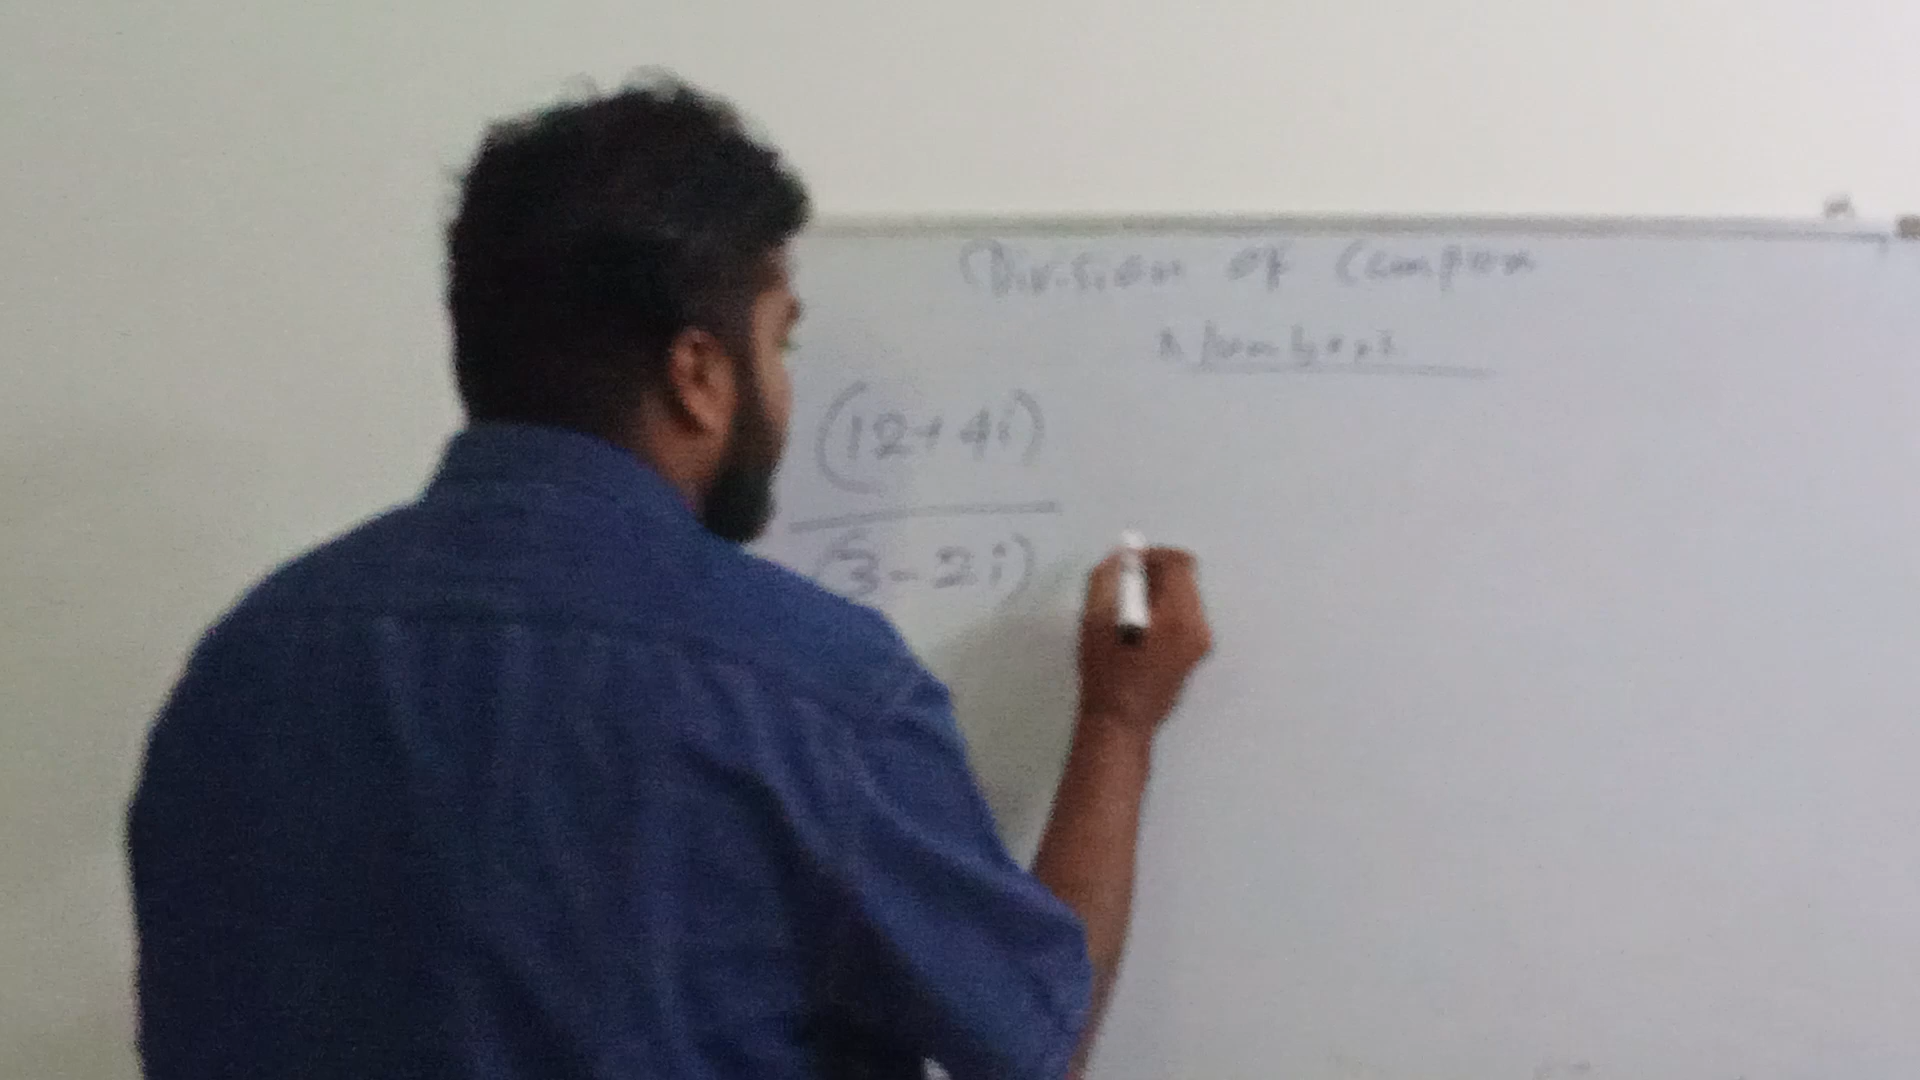 Division of Complex
Numbers
(12+4i)
(3-2i)